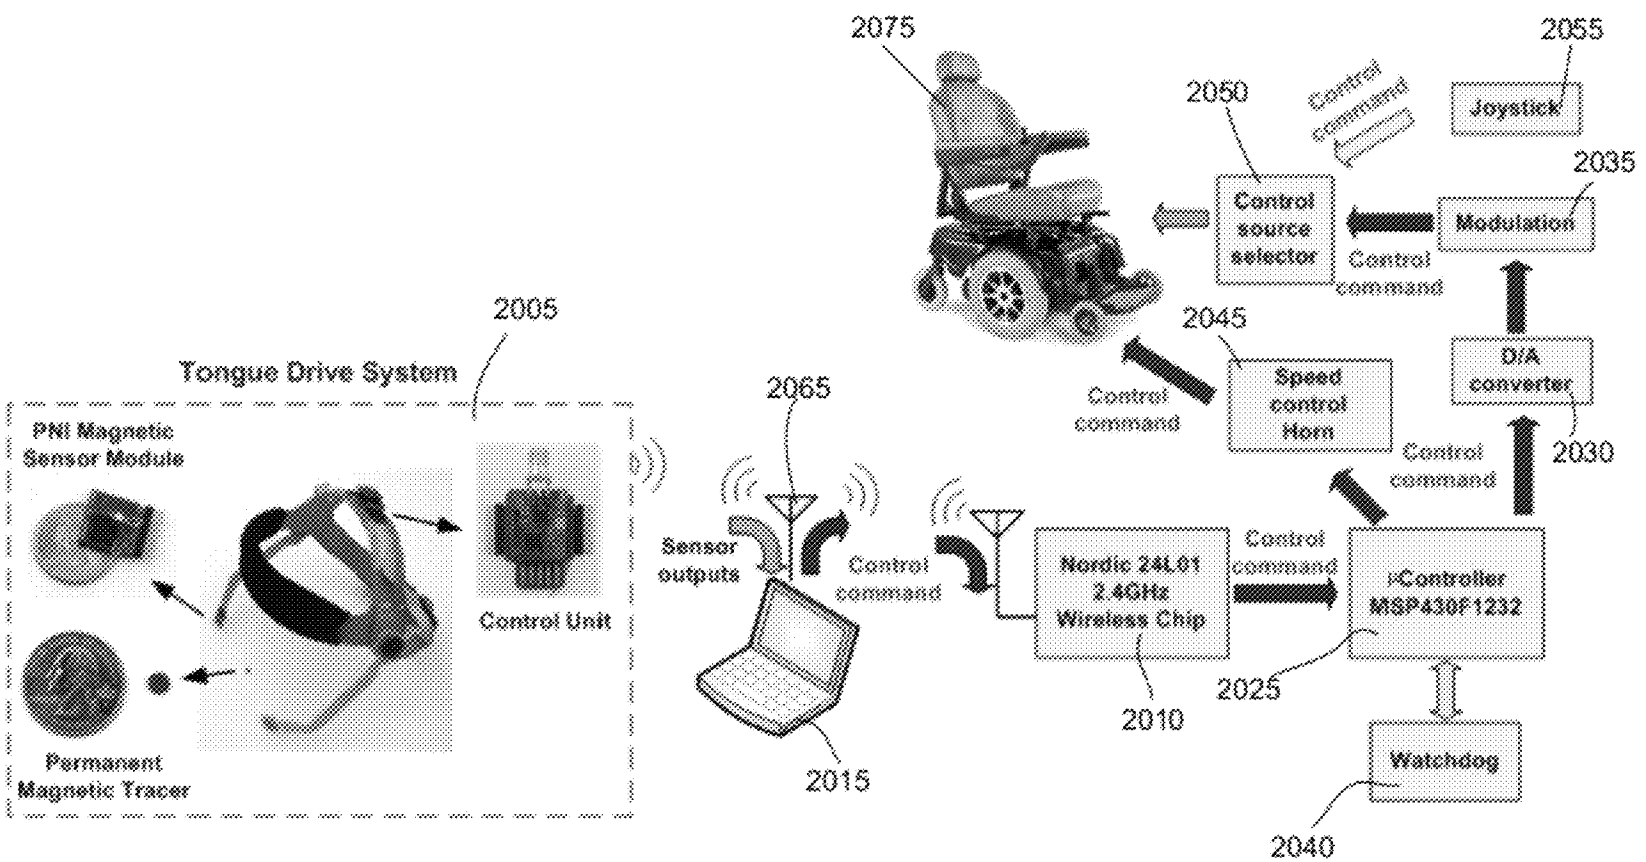 2075
2055
2050
Control
command
Joystick
2035
Control
source
selector
Modulation
Control
command
2045
2005
Speed
control
Horn
D/A
converter
Tongue Drive System
2065
Control
command
2030
Control
command
PNI Magnetic
Sensor Module
Sensor
outputs
Control
command
Nordic 24L01
2.4GHz
Wireless Chip
Control
command
μController
MSP430F1232
Control Unit
2025
2010
Permanent
Magnetic Tracer
2015
Watchdog
2040